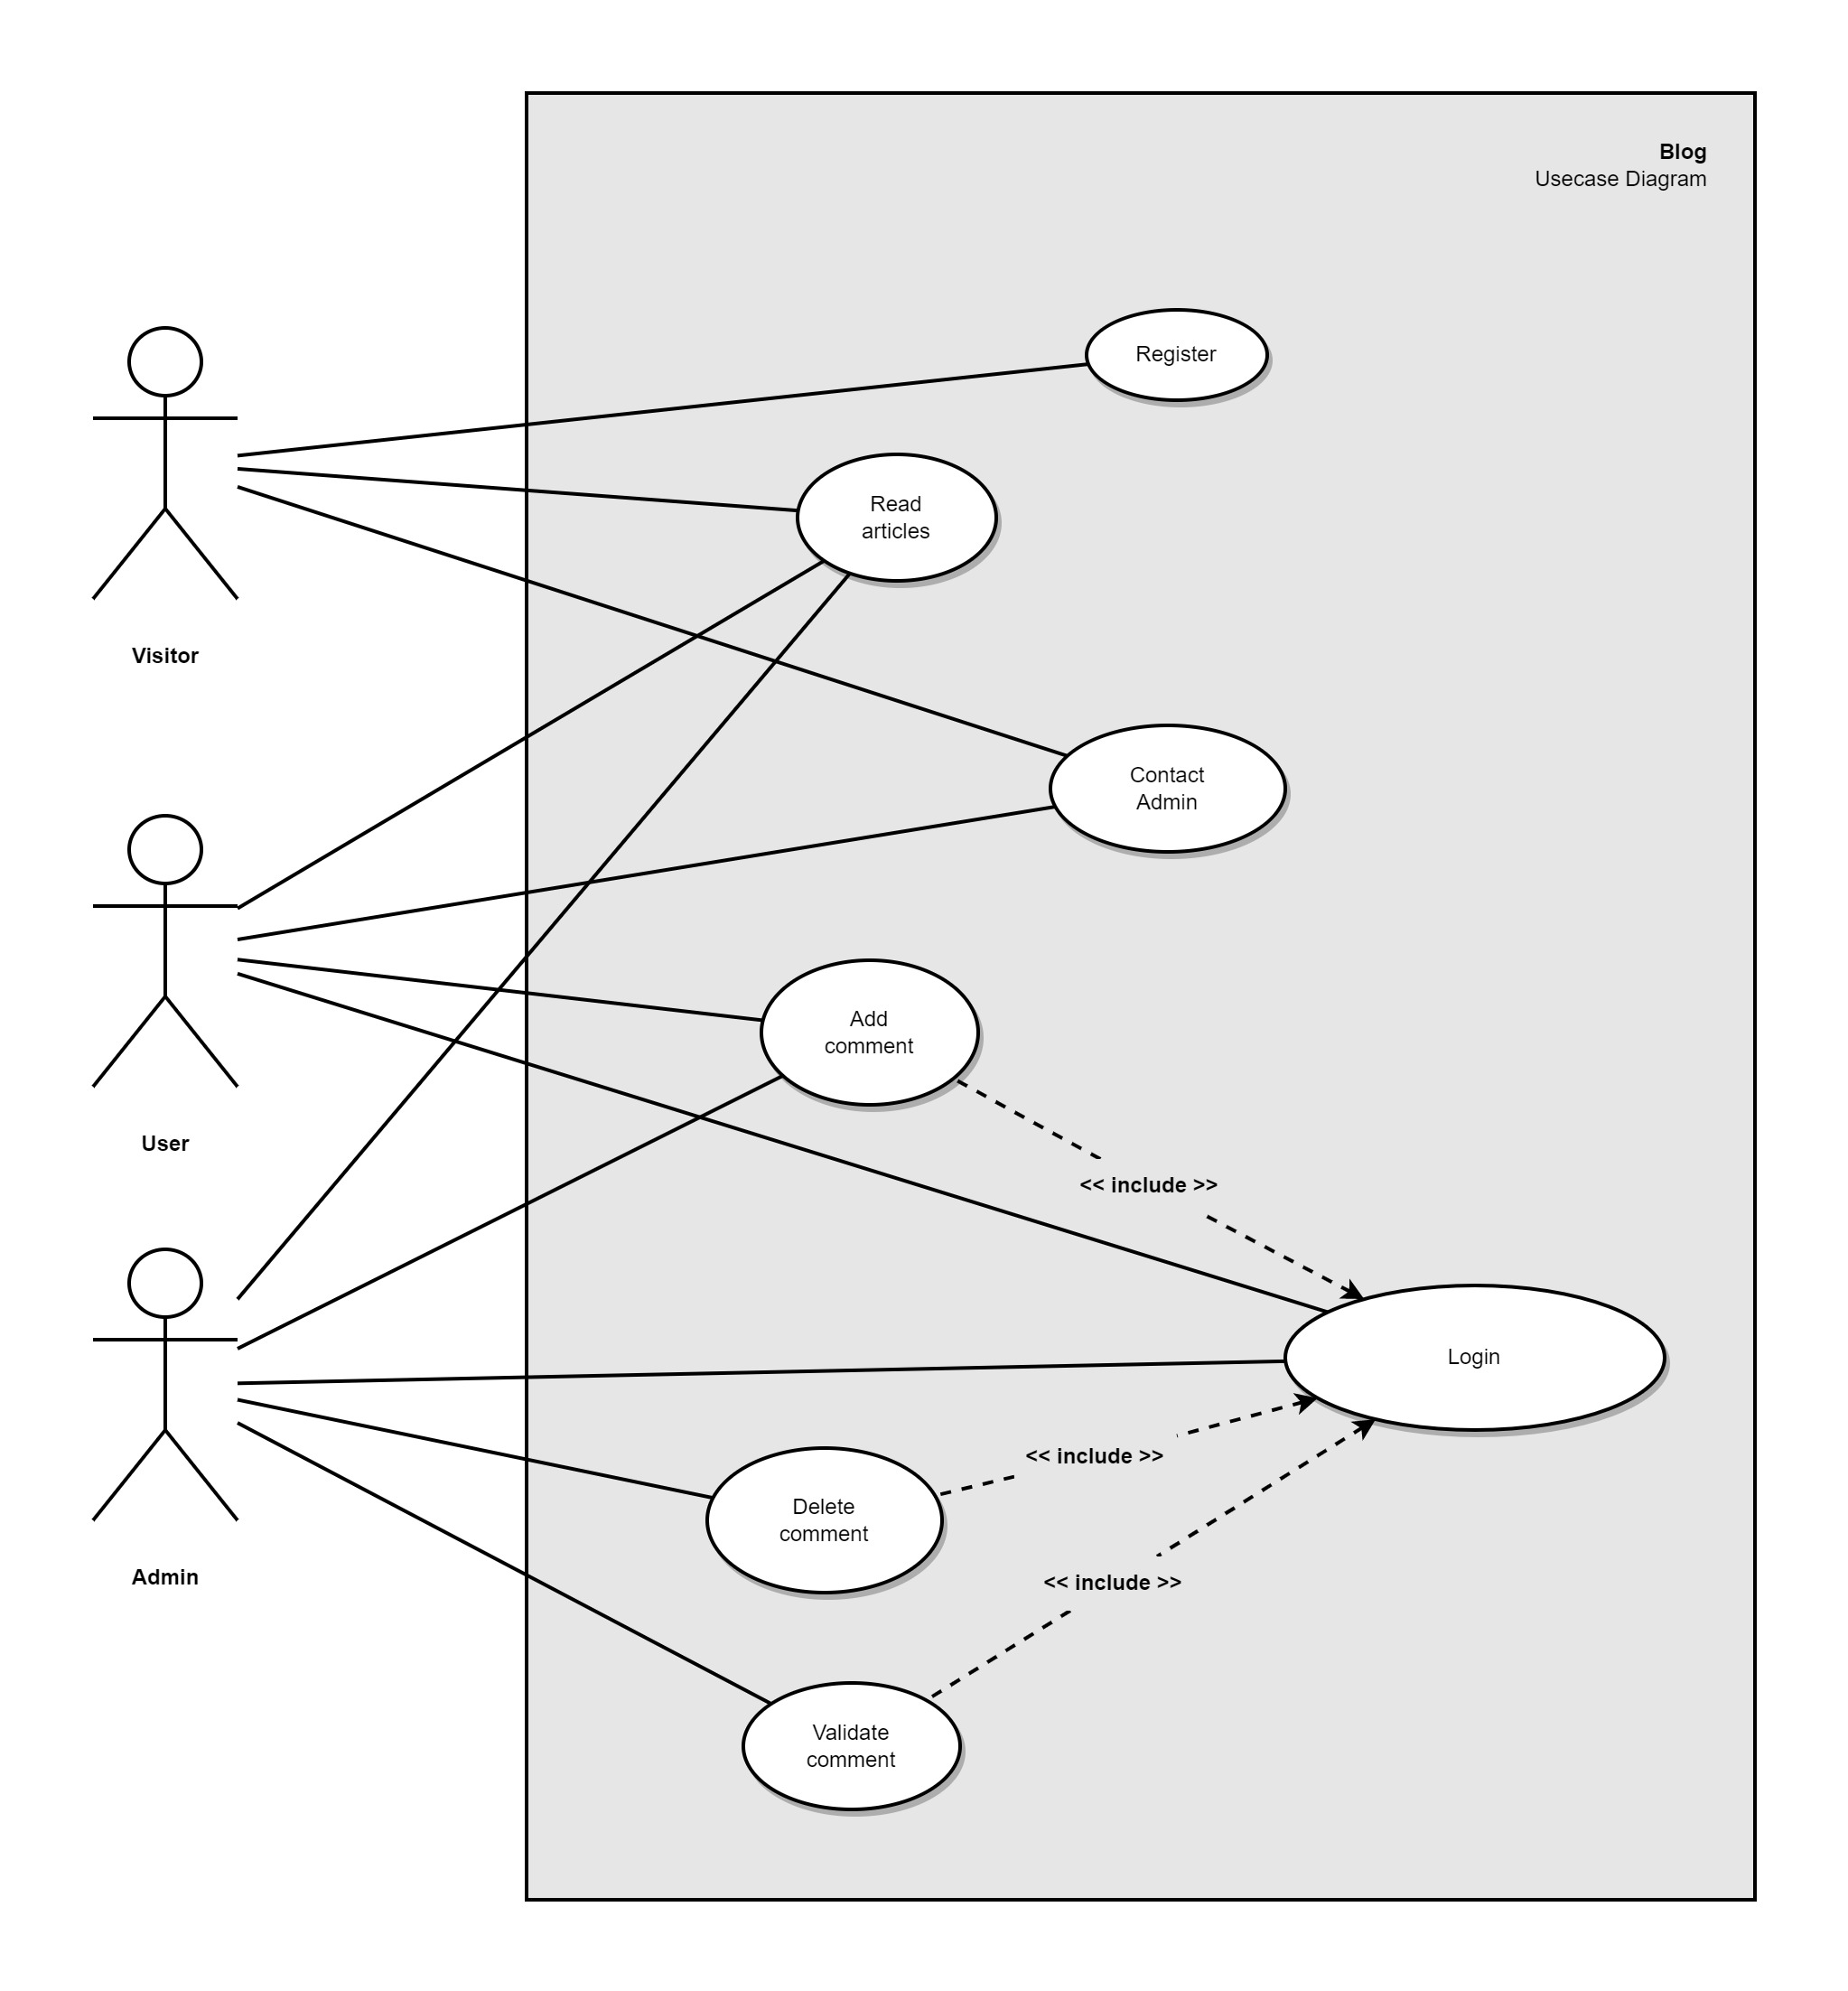 Blog
Usecase Diagram
Register
Read
articles
Visitor
Contact
Admin
Add
comment
User
<< include >>
Login
<< include >>
Delete
comment
Admin
<< include >>
Validate
comment